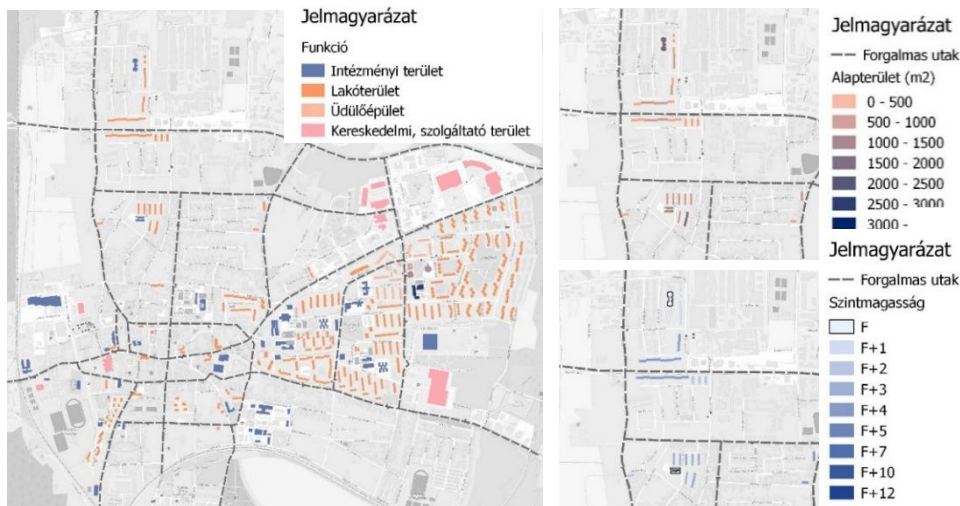 Jelmagyarázat
Funkció
Intézményi terület
Lakóterület
Üdülőépület
Kereskedelmi, szolgáltató terület
Jelmagyarázat
Forgalmas utak
Alapterület (m2)
0 - 500
500 - 1000
1000 - 1500
1500 - 2000
2000 - 2500
2500 - 3000
3000 -
Jelmagyarázat
Forgalmas utak
Szintmagasság
F
F+1
F+2
F+3
F+4
F+5
F+7
F+10
F+12